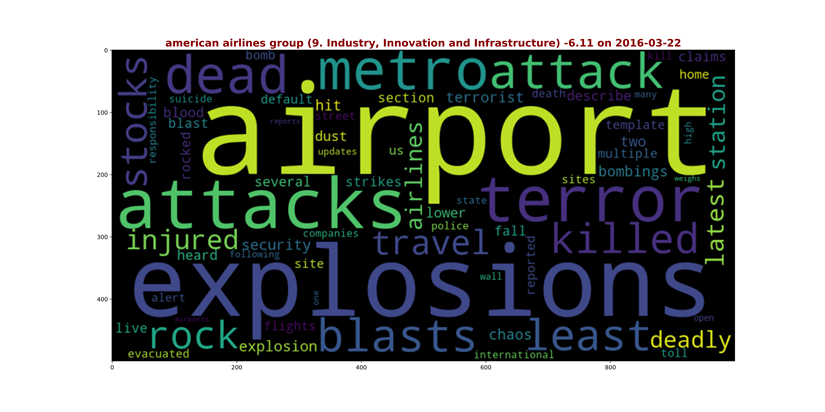 american airlines group (9. Industry, Innovation and Infrastructure) -6.11 on 2016-03-22
0
100
200
300
400
0
200
400
600
800
stocks
responsibility
bomb
dead
metro
attack
kill
claims
home
suicide
default
section
terrorist
death
describe
many
blood
hit
street
blast
reports
airport
template
high
station
rocked
dust
updates
us
airlines
two
multiple
bombings
weighs
several
strikes
sites
attacks
lower
state
terror
latest
companies
police
fall
injured
security
travel
killed
heard
following
site
wall
reported
explosions
alert
one
airports
open
live
rock
flights
blasts
chaos
least
deadly
evacuated
explosion
international
toll